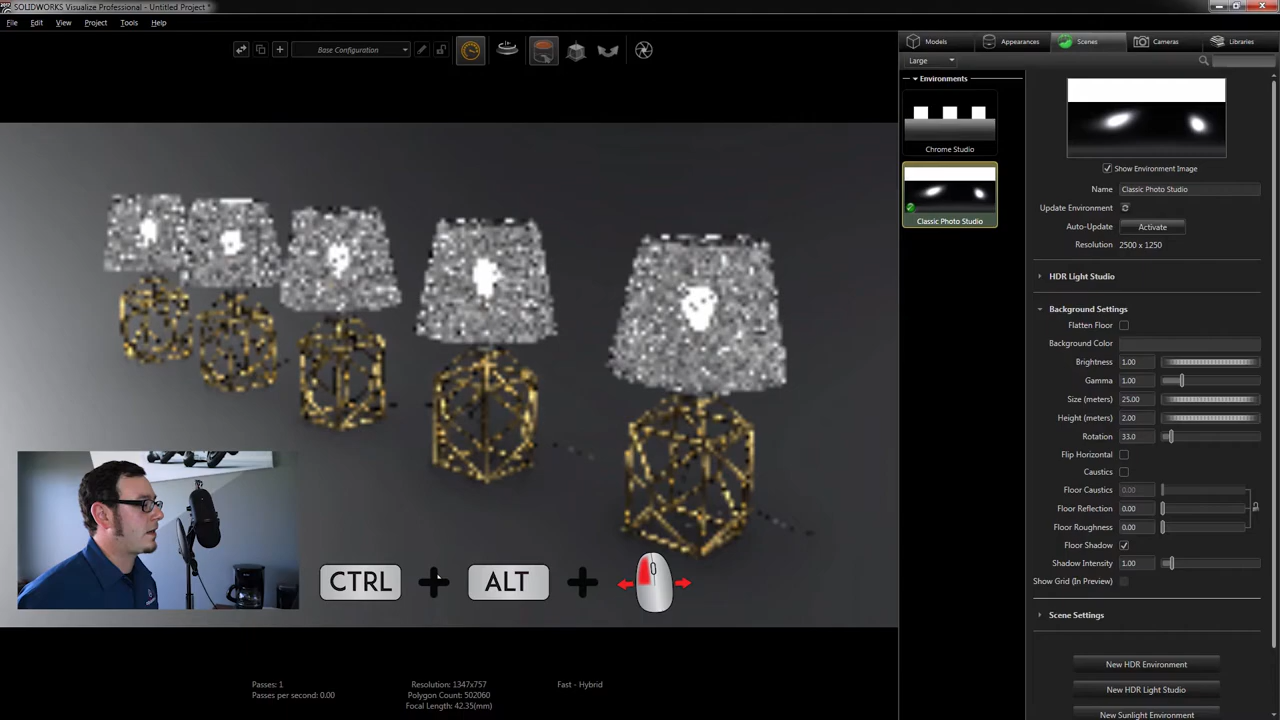 2017 SOLIDWORKS Visualize Professional - Untitled Project *
File Edit View Project Tools Help
Base Configuration
Models Appearances Scenes Cameras Libraries
Large
Environments
Chrome Studio
Classic Photo Studio
Show Environment Image
Name Classic Photo Studio
Update Environment
Auto-Update Activate
Resolution 2500 x 1250
HDR Light Studio
Background Settings
Flatten Floor
Background Color
Brightness 1.00
Gamma 1.00
Size (meters) 25.00
Height (meters) 2.00
Rotation 33.0
Flip Horizontal
Caustics
Floor Caustics 0.00
Floor Reflection 0.00
Floor Roughness 0.00
Floor Shadow
Shadow Intensity 1.00
Show Grid (In Preview)
Scene Settings
New HDR Environment
New HDR Light Studio
New Sunlight Environment
CTRL + ALT +
Passes: 1
Passes per second: 0.00
Resolution: 1347x757
Polygon Count: 502060
Focal Length: 42.35(mm)
Fast - Hybrid